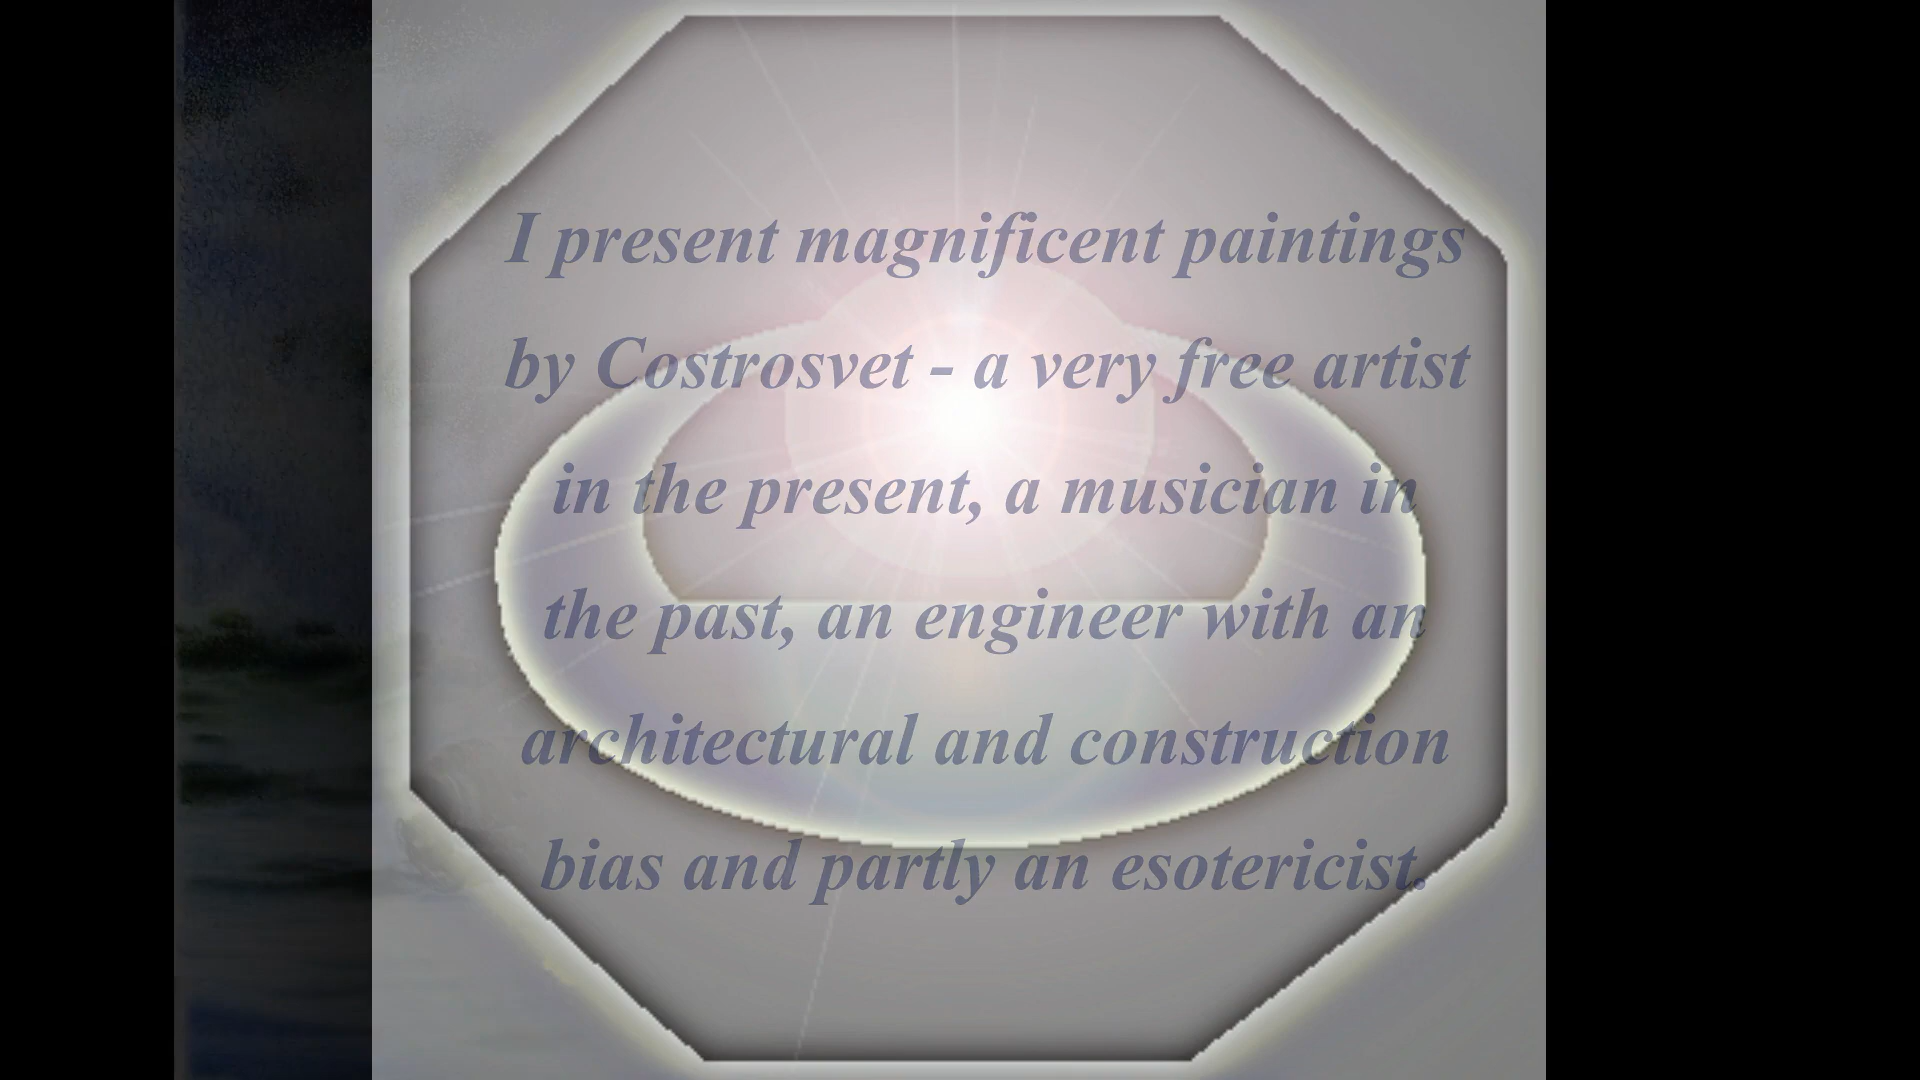 I present magnificent paintings
by Costrosvet - a very free artist
in the present, a musician in
the past, an engineer with an
architectural and construction
bias and partly an esotericist.